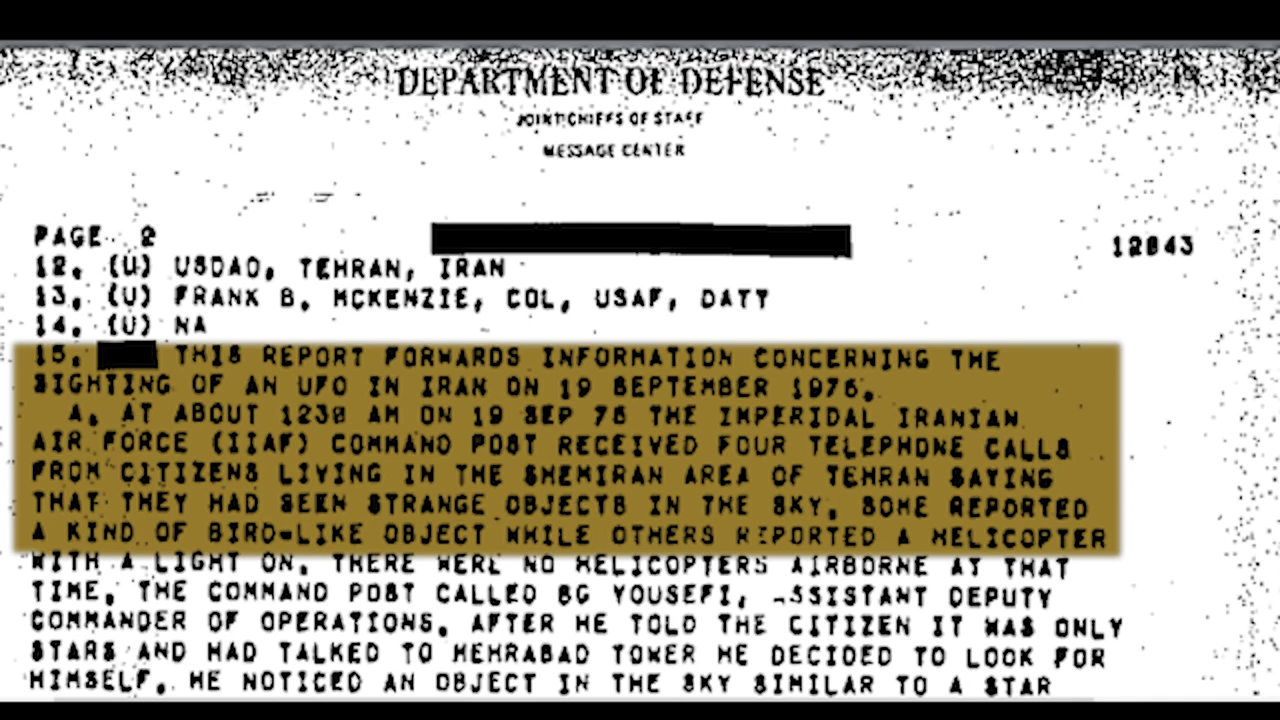 DEPARTMENT OF DEFENSE
JOINT CHIEFS OF STAFF
MESSAGE CENTER
PAGE 2 12843
12. (U) USDAO, TEHRAN, IRAN
13. (U) FRANK B. MCKENZIE, COL, USAF, DATT
14. (U) NA
15. THIS REPORT FORWARDS INFORMATION CONCERNING THE
SIGHTING OF AN UFO IN IRAN ON 19 SEPTEMBER 1976.
A. AT ABOUT 1230 AM ON 19 SEP 76 THE IMPERIDAL IRANIAN
AIR FORCE (IIAF) COMMAND POST RECEIVED FOUR TELEPHONE CALLS
FROM CITIZENS LIVING IN THE SHEMIRAN AREA OF TEHRAN SAYING
THAT THEY HAD SEEN STRANGE OBJECTS IN THE SKY. SOME REPORTED
A KIND OF BIRD-LIKE OBJECT WHILE OTHERS REPORTED A HELICOPTER
WITH A LIGHT ON. THERE WERE NO HELICOPTERS AIRBORNE AT THAT
TIME. THE COMMAND POST CALLED BG YOUSEFI, ASSISTANT DEPUTY
COMMANDER OF OPERATIONS. AFTER HE TOLD THE CITIZEN IT WAS ONLY
STARS AND HAD TALKED TO MEHRABAD TOWER HE DECIDED TO LOOK FOR
HIMSELF. HE NOTICED AN OBJECT IN THE SKY SIMILAR TO A STAR